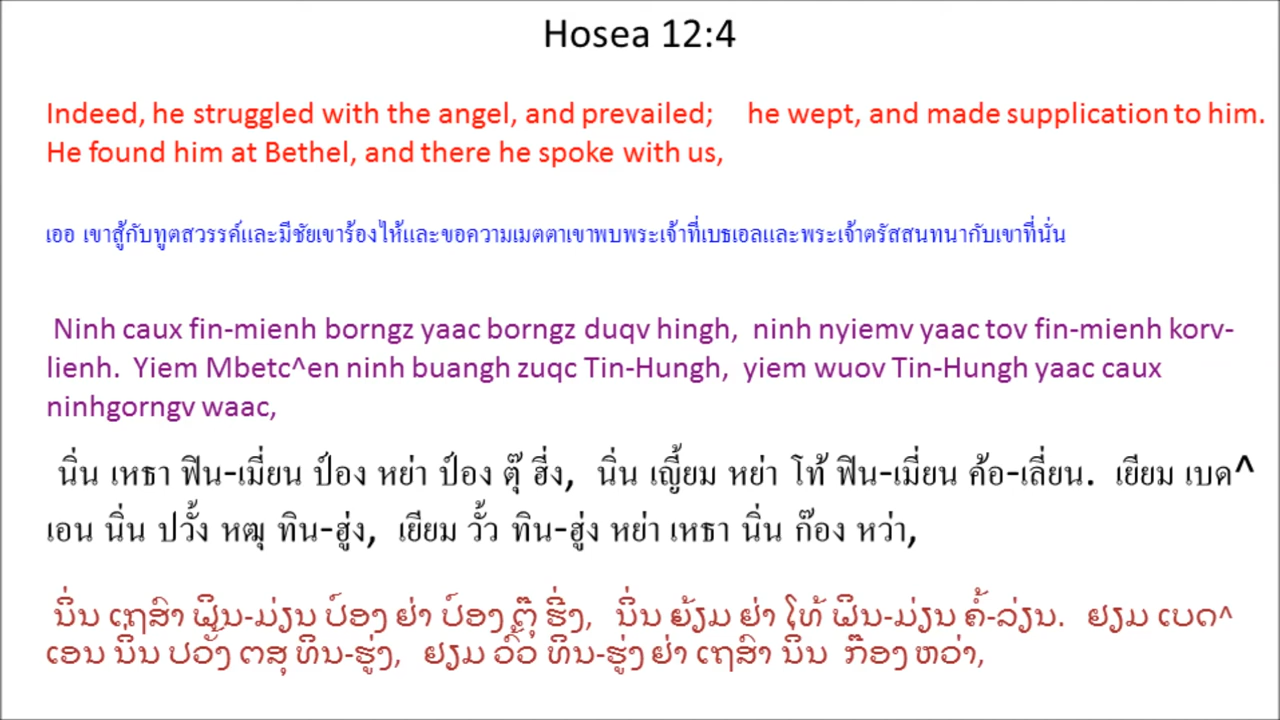 Hosea 12:4
Indeed, he struggled with the angel, and prevailed; he wept, and made supplication to him.
He found him at Bethel, and there he spoke with us,
เออ เขาสู้กับทูตสวรรค์และมีชัยเขาร้องไห้และขอความเมตตาเขาพบพระเจ้าที่เบธเอลและพระเจ้าตรัสสนทนากับเขาที่นั่น
Ninh caux fin-mienh borngz yaac borngz duqv hingh, ninh nyiemv yaac tov fin-mienh korv-
lienh. Yiem Mbetc^en ninh buangh zuqc Tin-Hungh, yiem wuov Tin-Hungh yaac caux
ninhgorngv waac,
นิ่น เหธา ฟิน-เมี่ยน ป์อง หย่า ป์อง ตุ๊ ฮี่ง, นิ่น เญี้ยม หย่า โท้ ฟิน-เมี่ยน ค้อ-เลี่ยน. เยียม เบด^
เอน นิ่น ปวั้ง หฒุ ทิน-ฮู่ง, เยียม วั้ว ทิน-ฮู่ง หย่า เหธา นิ่น ก๊อง หว่า,
ນິ່ນ ເຖສົາ ຟິນ-ມ່ຽນ ປ໌ອງ ຢ່າ ປ໌ອງ ຕຸ໊ ຮີ່ງ, ນິ່ນ ຍ້ຽມ ຢ່າ ໂທ້ ຟິນ-ມ່ຽນ ຄໍ້-ລ່ຽນ. ຢຽມ ເບດ^
ເອນ ນິ່ນ ປວັ້ງ ຕສຸ ທິນ-ຮູ່ງ, ຢຽມ ວົ້ວ ທິນ-ຮູ່ງ ຢ່າ ເຖສົາ ນິ່ນ ກ໊ອງ ຫວ່າ,